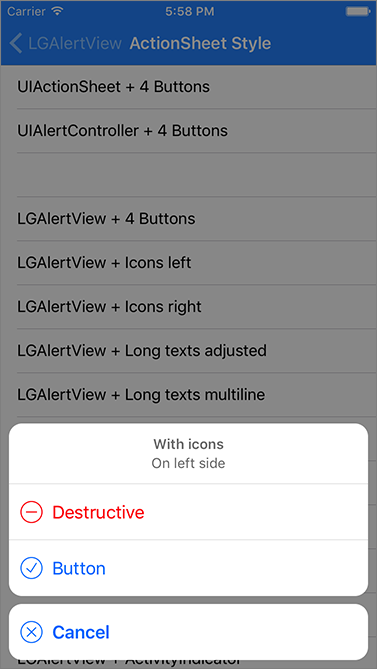 Carrier 5:58 PM
LGAlertView ActionSheet Style
UIActionSheet + 4 Buttons
UIAlertController + 4 Buttons
LGAlertView + 4 Buttons
LGAlertView + Icons left
LGAlertView + Icons right
LGAlertView + Long texts adjusted
LGAlertView + Long texts multiline
With icons
On left side
Destructive
Button
Cancel
LGAlertView + ActivityIndicator